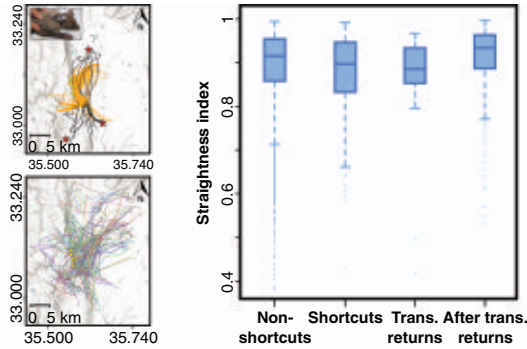 33.240
33.000
0 5 km
35.500 35.740
33.240
33.000
0 5 km
35.500 35.740
Straightness index
1
0.8
0.6
0.4
Non-
shortcuts
Shortcuts
Trans.
returns
After trans.
returns